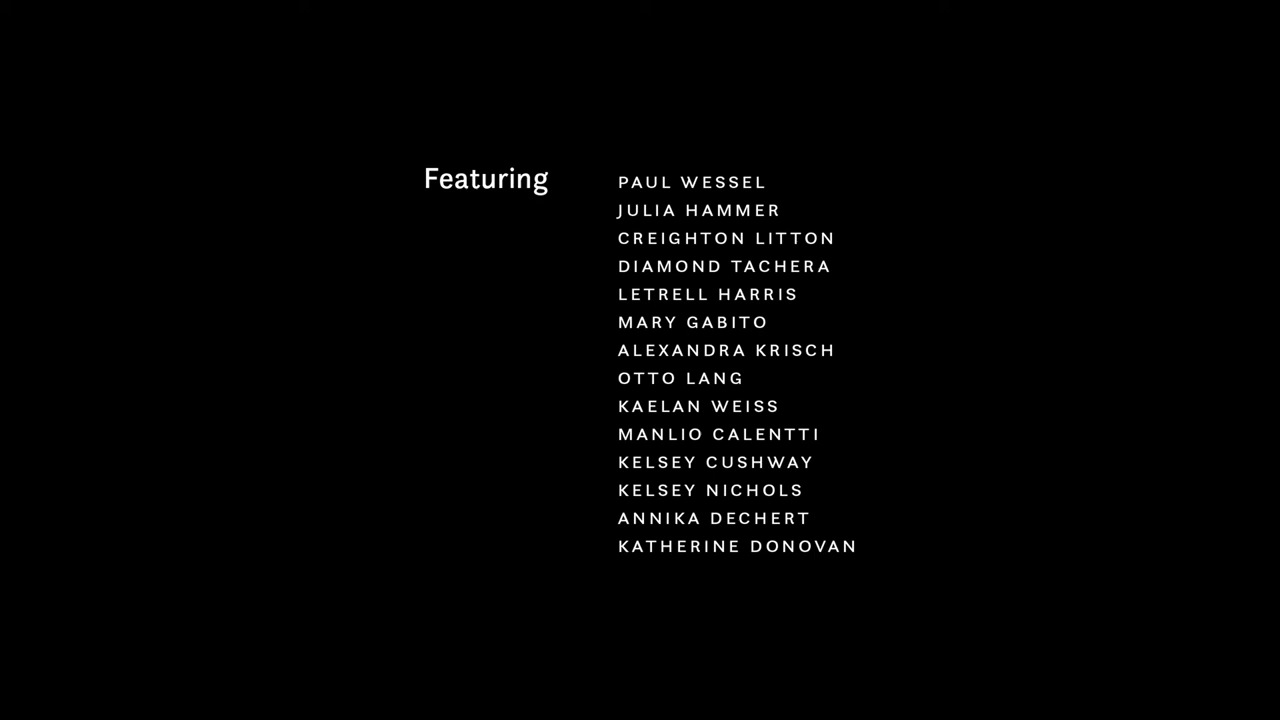 Featuring
PAUL WESSEL
JULIA HAMMER
CREIGHTON LITTON
DIAMOND TACHERA
LETRELL HARRIS
MARY GABITO
ALEXANDRA KRISCH
OTTO LANG
KAELAN WEISS
MANLIO CALENTTI
KELSEY CUSHWAY
KELSEY NICHOLS
ANNIKA DECHERT
KATHERINE DONOVAN